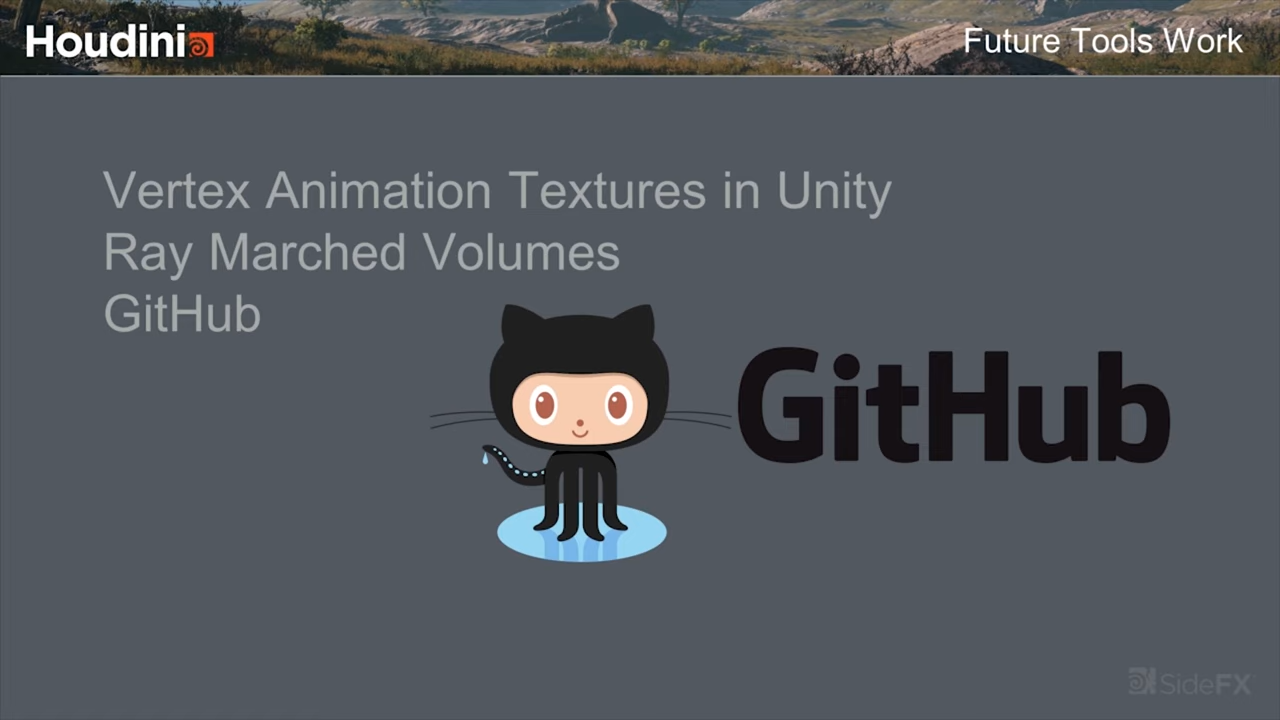 Houdini
Future Tools Work
Vertex Animation Textures in Unity
Ray Marched Volumes
GitHub
GitHub
SideFX